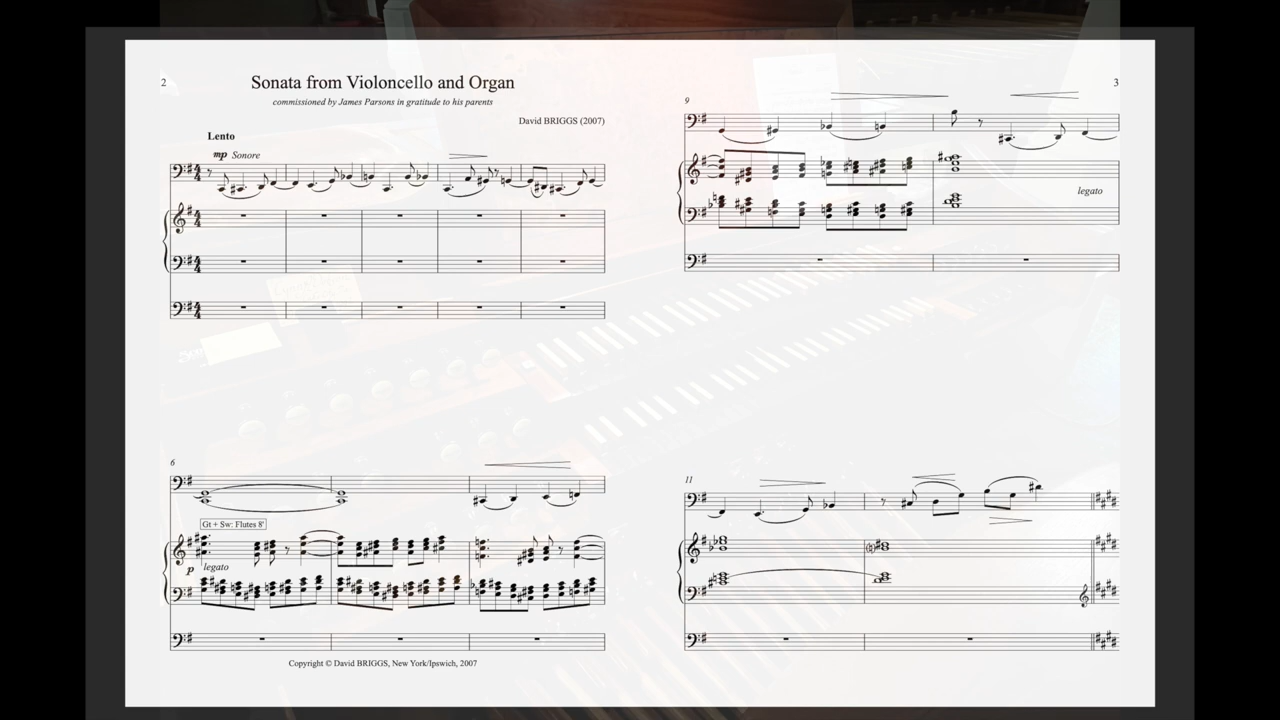 2
Sonata from Violoncello and Organ
commissioned by James Parsons in gratitude to his parents
David BRIGGS (2007)
Lento
mp Sonore
6
Gt + Sw: Flutes 8'
p legato
Copyright © David BRIGGS, New York/Ipswich, 2007
3
9
legato
11